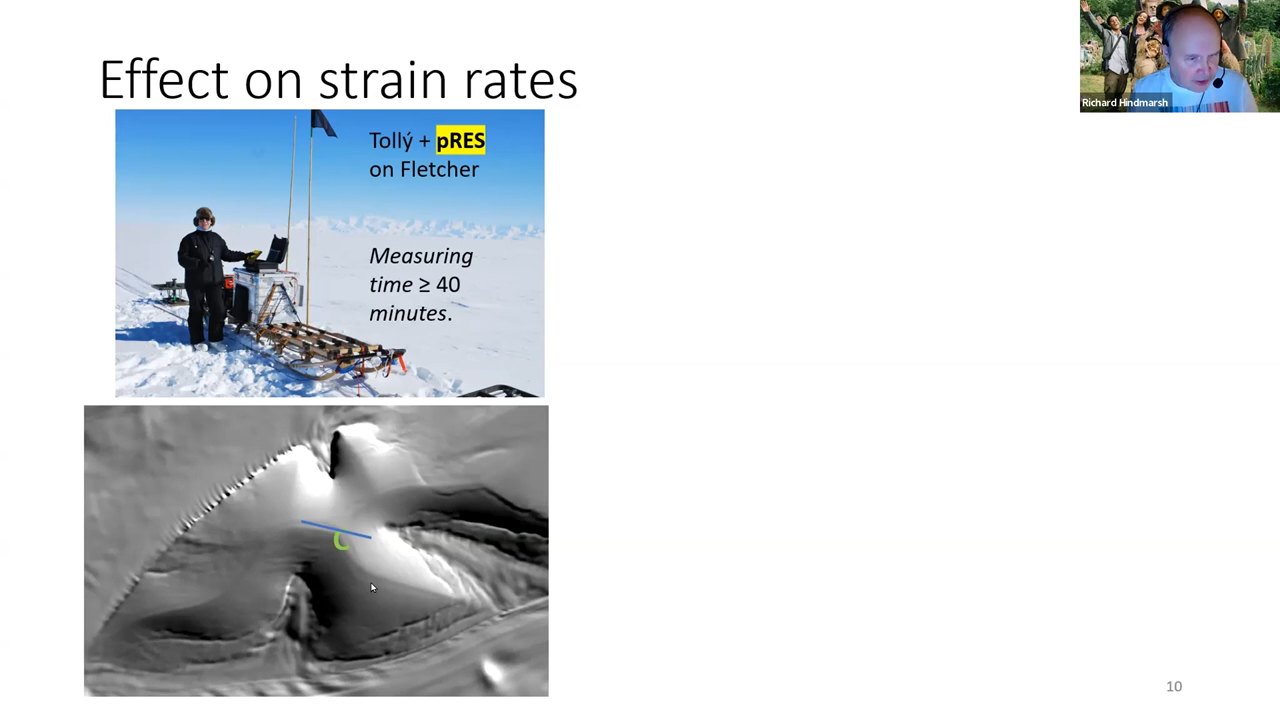 Effect on strain rates
Tollý + pRES
on Fletcher
Measuring
time ≥ 40
minutes.
C
Richard Hindmarsh
10